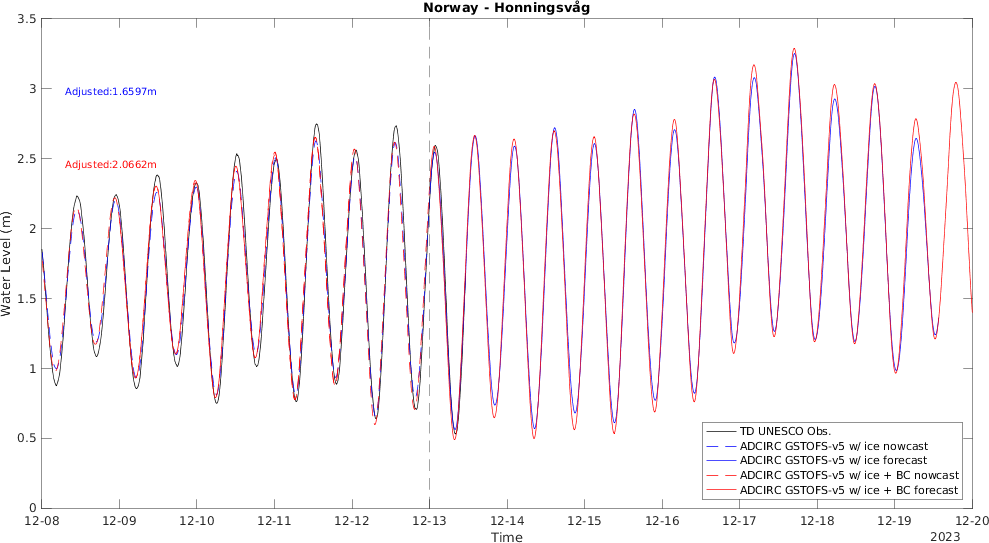 Norway - Honningsvåg
3.5
3
2.5
2
1.5
1
0.5
0
Water Level (m)
Adjusted:1.6597m
Adjusted:2.0662m
TD UNESCO Obs.
ADCIRC GSTOFS-v5 w/ ice nowcast
ADCIRC GSTOFS-v5 w/ ice forecast
ADCIRC GSTOFS-v5 w/ ice + BC nowcast
ADCIRC GSTOFS-v5 w/ ice + BC forecast
12-08 12-09 12-10 12-11 12-12 12-13 12-14 12-15 12-16 12-17 12-18 12-19 12-20
Time
2023